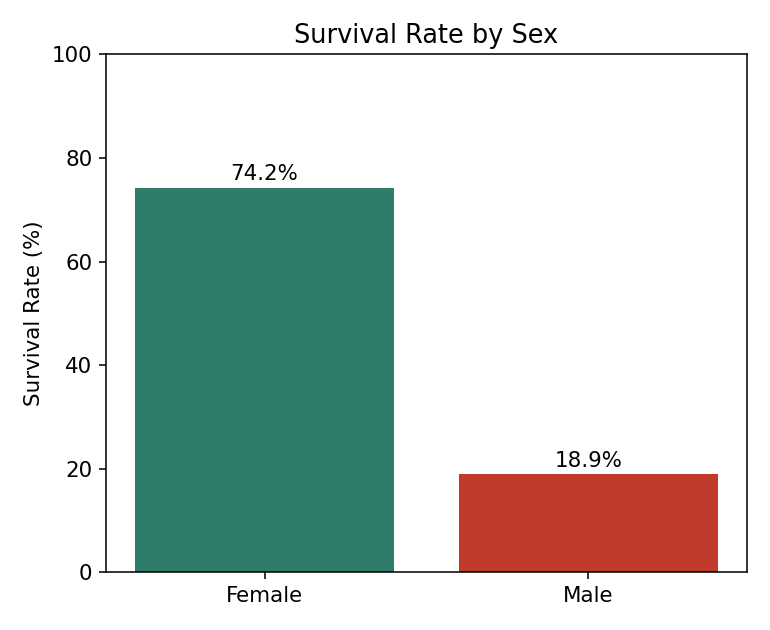 Survival Rate by Sex
100
80
60
40
20
0
Survival Rate (%)
74.2%
18.9%
Female
Male